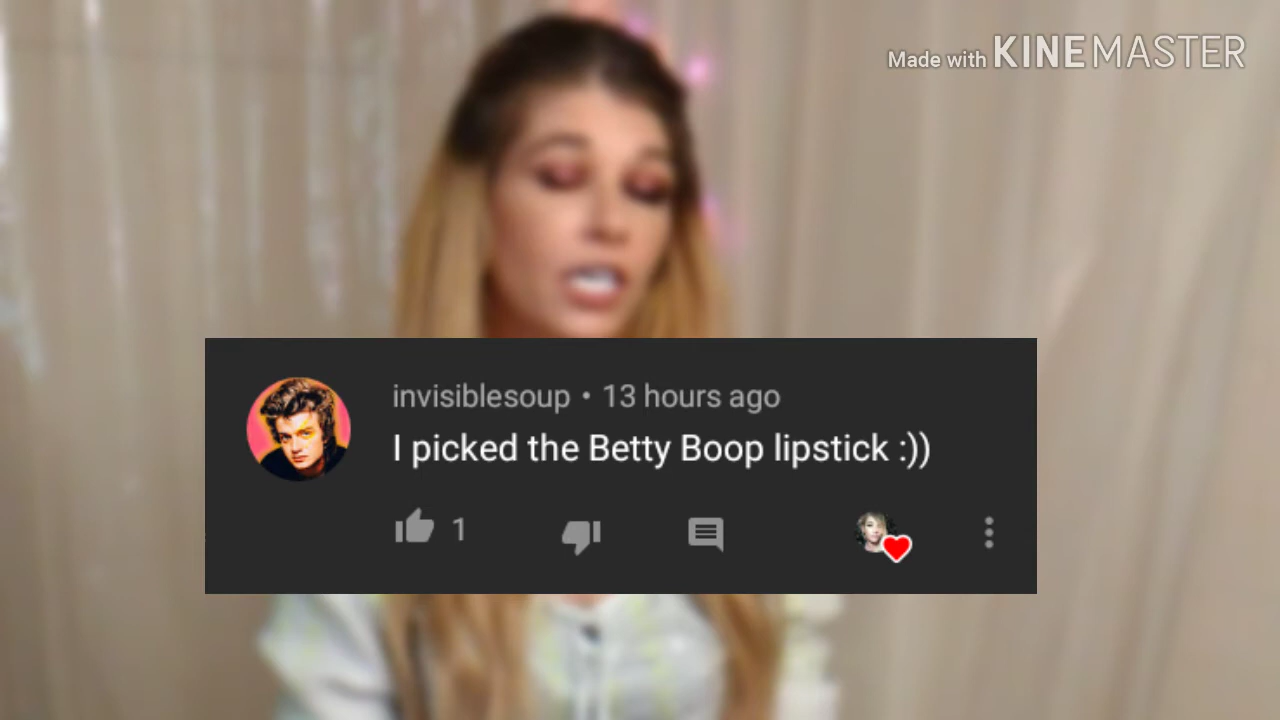 Made with KINEMASTER
invisiblesoup • 13 hours ago
I picked the Betty Boop lipstick :))
1